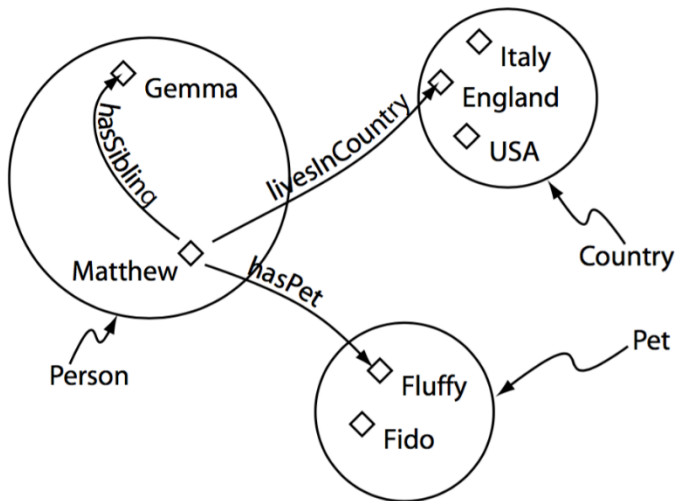 Gemma
hasSibling
Matthew
Person
livesInCountry
hasPet
Italy
England
USA
Country
Pet
Fluffy
Fido